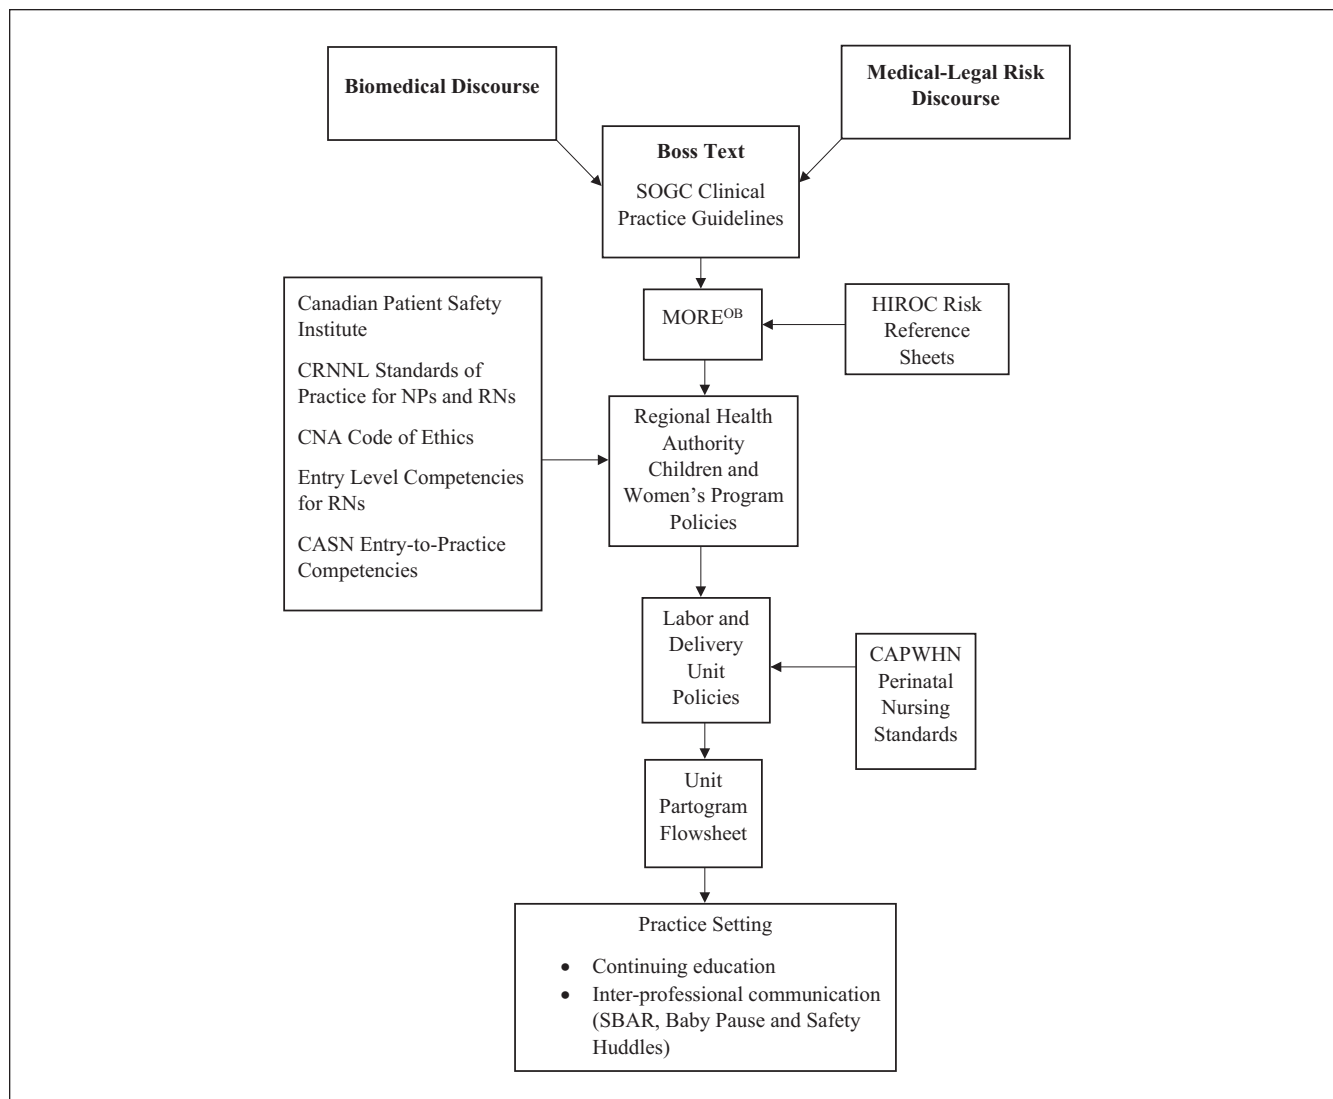 Biomedical Discourse
Medical-Legal Risk
Discourse
Boss Text
SOGC Clinical
Practice Guidelines
MORE^OB
HIROC Risk
Reference
Sheets
Canadian Patient Safety
Institute
CRNNL Standards of
Practice for NPs and RNs
CNA Code of Ethics
Entry Level Competencies
for RNs
CASN Entry-to-Practice
Competencies
Regional Health
Authority
Children and
Women’s Program
Policies
Labor and
Delivery
Unit
Policies
CAPWHN
Perinatal
Nursing
Standards
Unit
Partogram
Flowsheet
Practice Setting
• Continuing education
• Inter-professional communication
(SBAR, Baby Pause and Safety
Huddles)